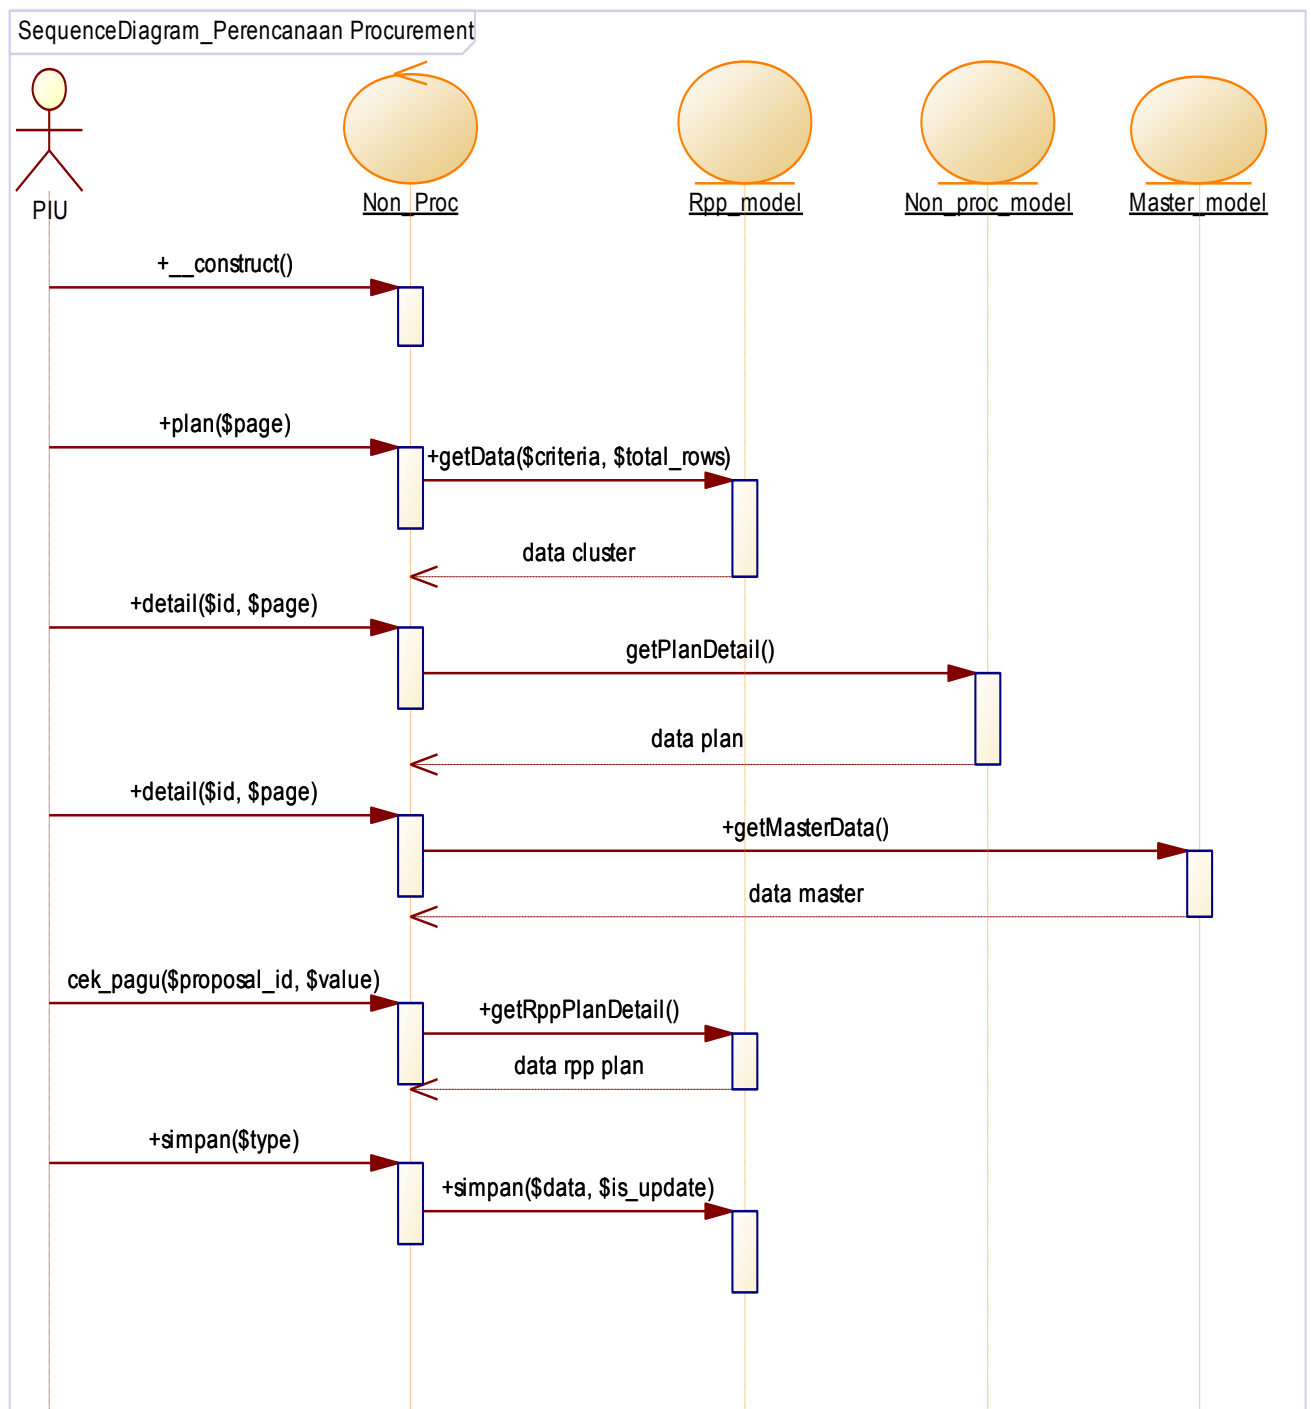 SequenceDiagram_Perencanaan Procurement
PIU
Non_Proc
Rpp_model
Non_proc_model
Master_model
+__construct()
+plan($page)
+getData($criteria, $total_rows)
data cluster
+detail($id, $page)
getPlanDetail()
data plan
+detail($id, $page)
+getMasterData()
data master
cek_pagu($proposal_id, $value)
+getRppPlanDetail()
data rpp plan
+simpan($type)
+simpan($data, $is_update)